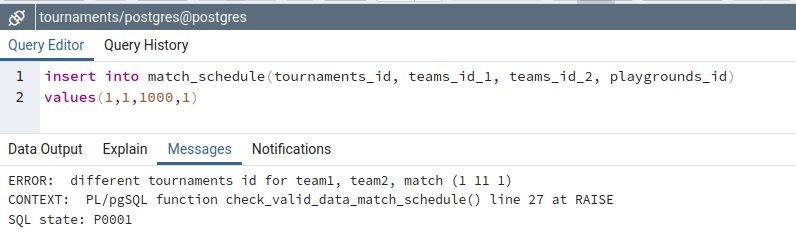 tournaments/postgres@postgres
Query Editor Query History
1 insert into match_schedule(tournaments_id, teams_id_1, teams_id_2, playgrounds_id)
2 values(1,1,1000,1)
Data Output Explain Messages Notifications
ERROR:  different tournaments id for team1, team2, match (1 11 1)
CONTEXT:  PL/pgSQL function check_valid_data_match_schedule() line 27 at RAISE
SQL state: P0001